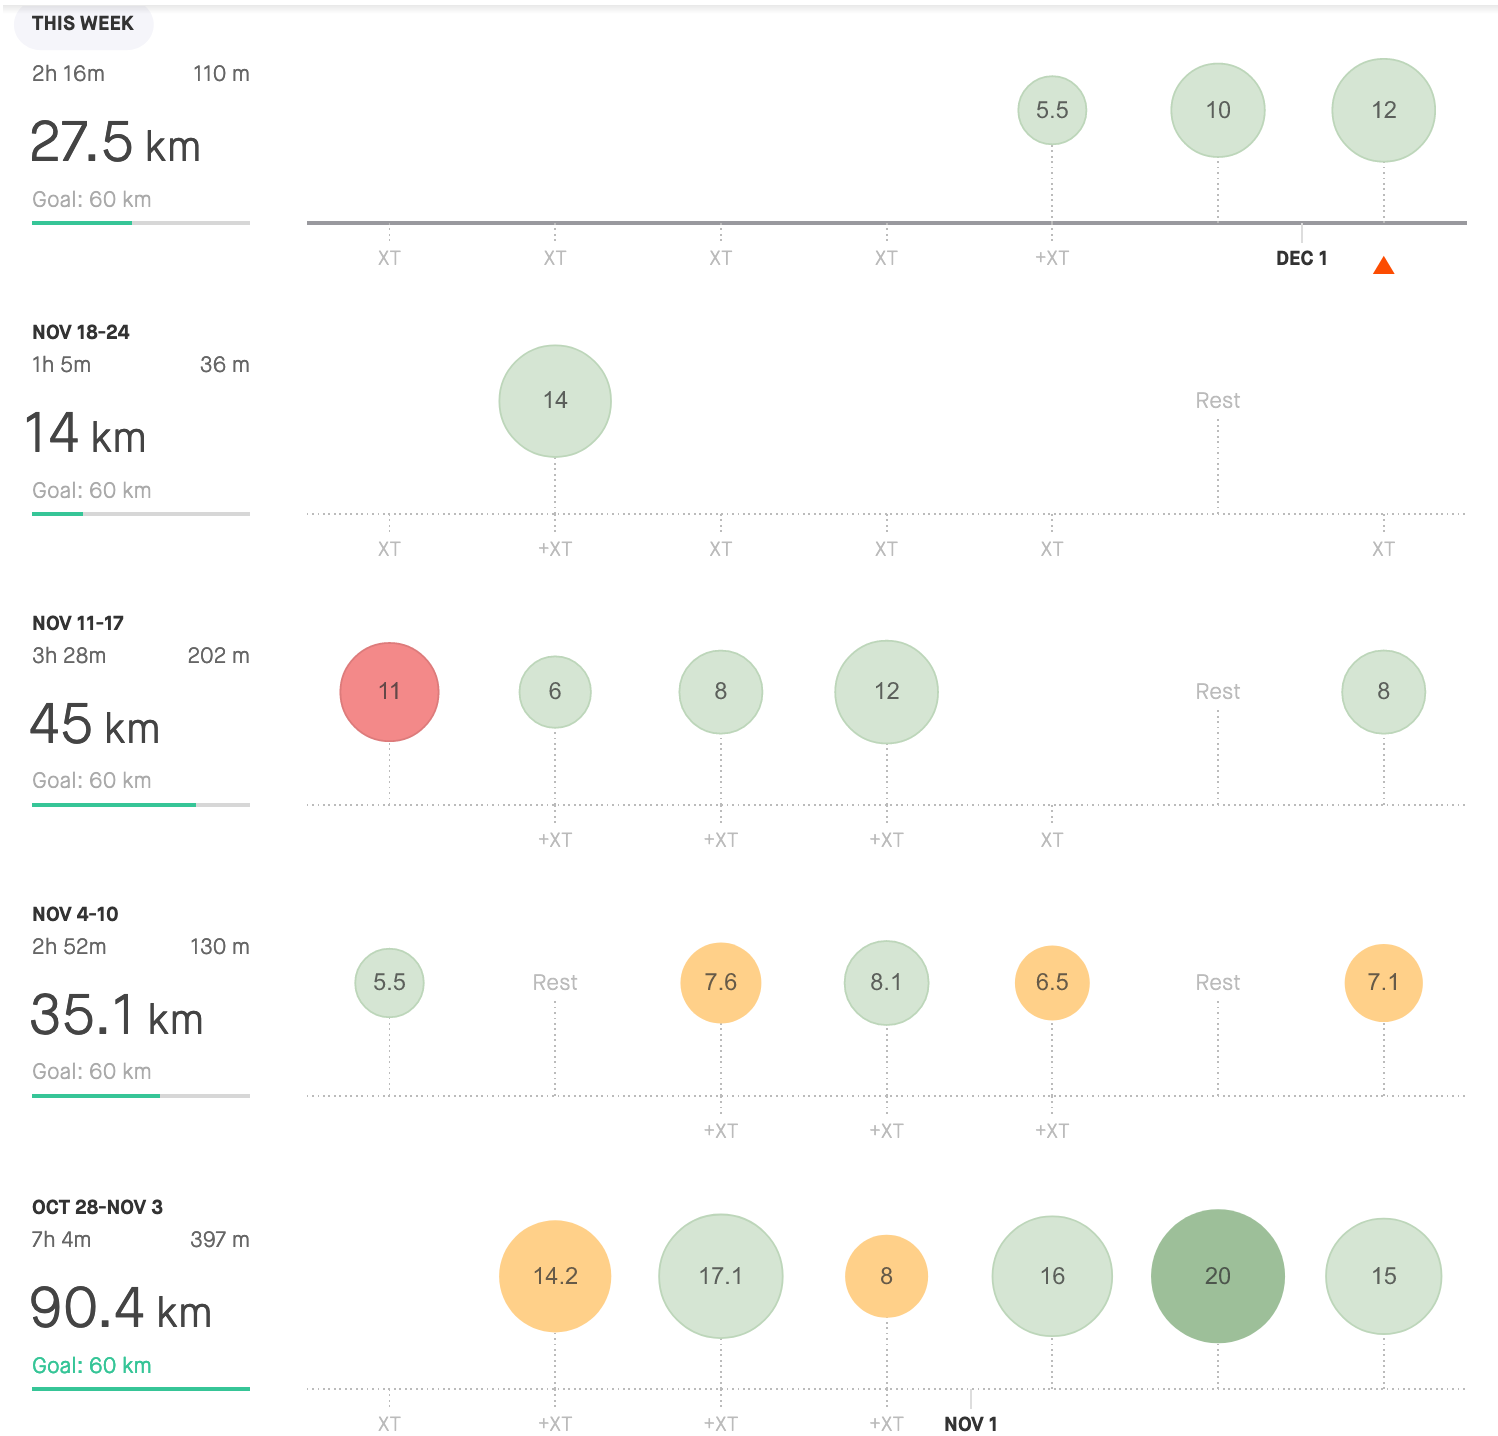 THIS WEEK
2h 16m 110 m
27.5 km
Goal: 60 km
5.5 10 12
XT XT XT XT +XT DEC 1
NOV 18-24
1h 5m 36 m
14 km
Goal: 60 km
14 Rest
XT +XT XT XT XT XT
NOV 11-17
3h 28m 202 m
45 km
Goal: 60 km
11 6 8 12 Rest 8
+XT +XT +XT XT
NOV 4-10
2h 52m 130 m
35.1 km
Goal: 60 km
5.5 Rest 7.6 8.1 6.5 Rest 7.1
+XT +XT +XT
OCT 28-NOV 3
7h 4m 397 m
90.4 km
Goal: 60 km
14.2 17.1 8 16 20 15
XT +XT +XT +XT NOV 1